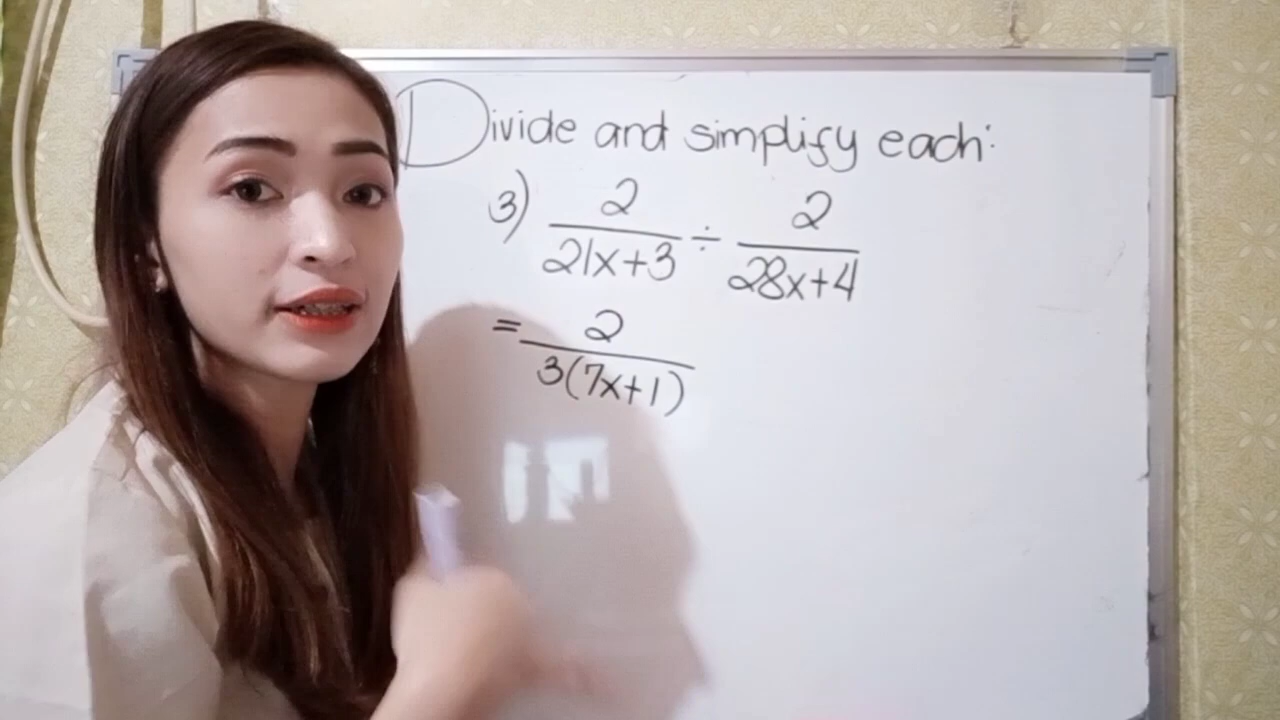 Divide and simplify each:
3) 2/(21x+3) ÷ 2/(28x+4)
= 2/(3(7x+1))